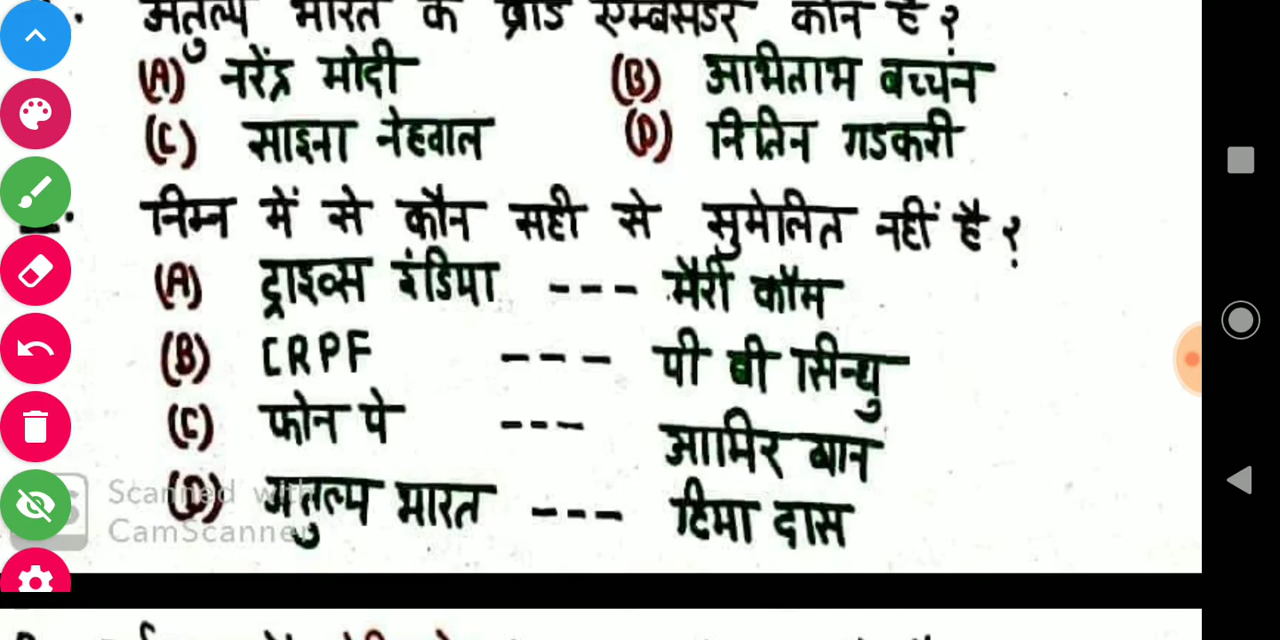 अतुल्य भारत के ब्रांड एम्बेसडर कौन है ?
(A) नरेंद्र मोदी (B) अमिताभ बच्चन
(C) साइना नेहवाल (D) नितिन गडकरी
निम्न में से कौन सही से सुमेलित नहीं है ?
(A) ट्राइब्स इंडिया --- मैरी कौम
(B) CRPF --- पी वी सिन्धु
(C) फोन पे --- आमिर खान
(D) अतुल्य भारत --- हिमा दास
Scanned with
CamScanner